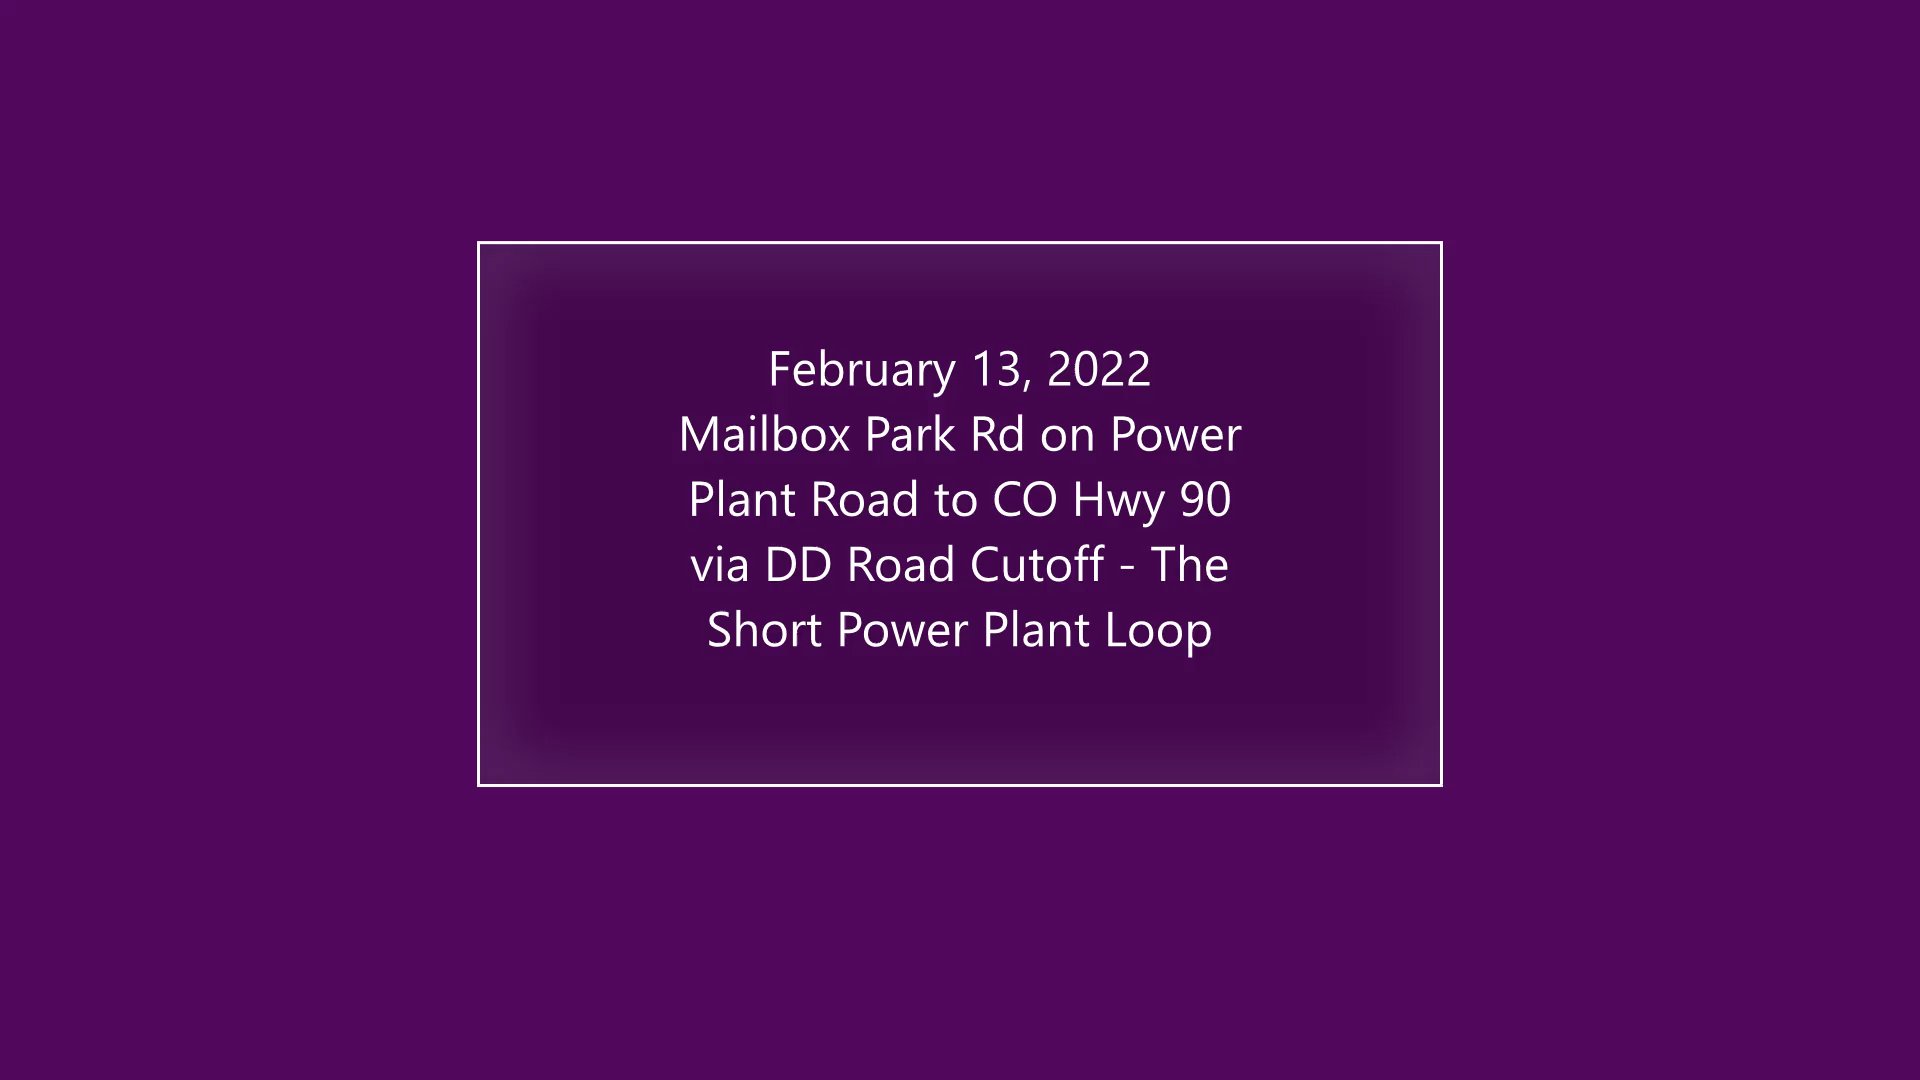 February 13, 2022
Mailbox Park Rd on Power
Plant Road to CO Hwy 90
via DD Road Cutoff - The
Short Power Plant Loop